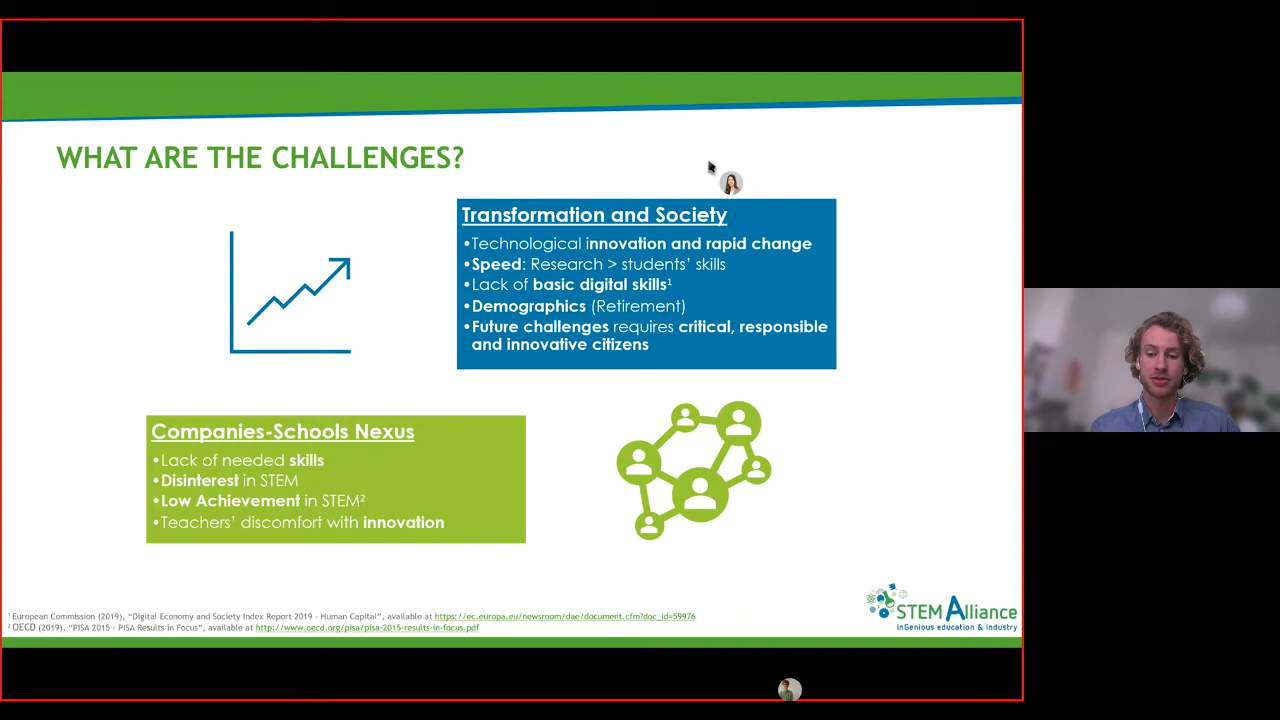 WHAT ARE THE CHALLENGES?
Transformation and Society
•Technological innovation and rapid change
•Speed: Research > students’ skills
•Lack of basic digital skills¹
•Demographics (Retirement)
•Future challenges requires critical, responsible
and innovative citizens
Companies-Schools Nexus
•Lack of needed skills
•Disinterest in STEM
•Low Achievement in STEM²
•Teachers’ discomfort with innovation
¹ European Commission (2019), “Digital Economy and Society Index Report 2019 - Human Capital”, available at https://ec.europa.eu/newsroom/dae/document.cfm?doc_id=59976
² OECD (2019), “PISA 2015 - PISA Results in Focus”, available at http://www.oecd.org/pisa/pisa-2015-results-in-focus.pdf
STEM Alliance
inGenious education & industry